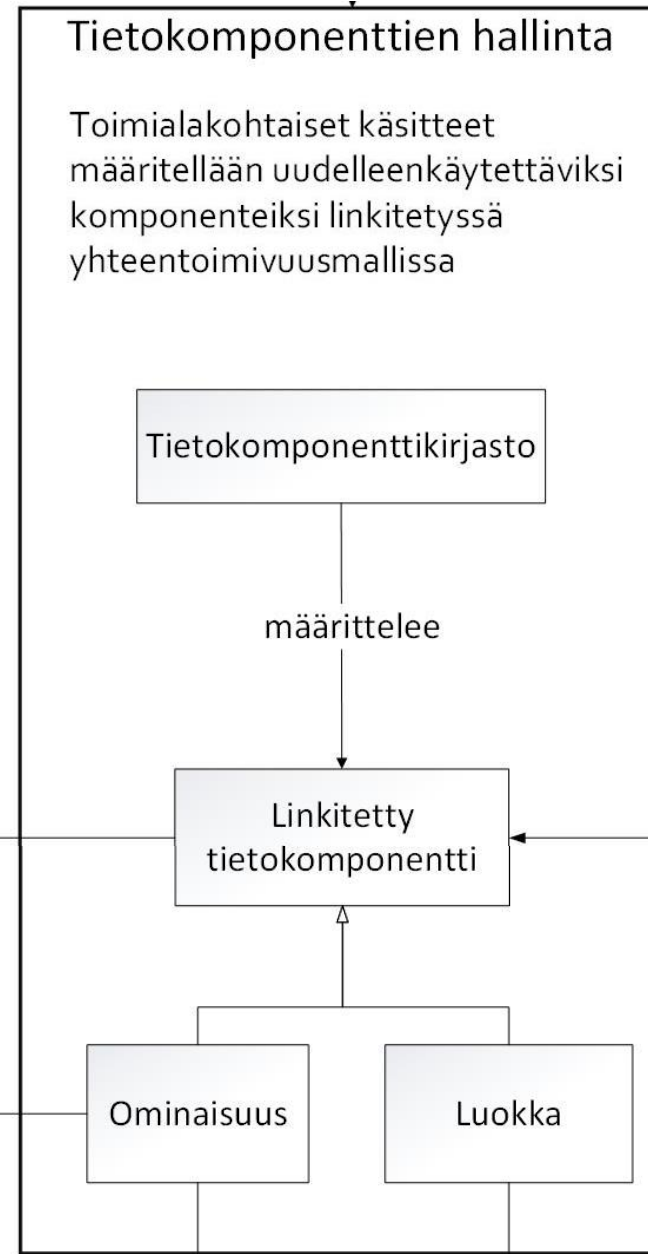 Tietokomponenttien hallinta
Toimialakohtaiset käsitteet
määritellään uudelleenkäytettäviksi
komponenteiksi linkitetyssä
yhteentoimivuusmallissa
Tietokomponenttikirjasto
määrittelee
Linkitetty
tietokomponentti
Ominaisuus
Luokka